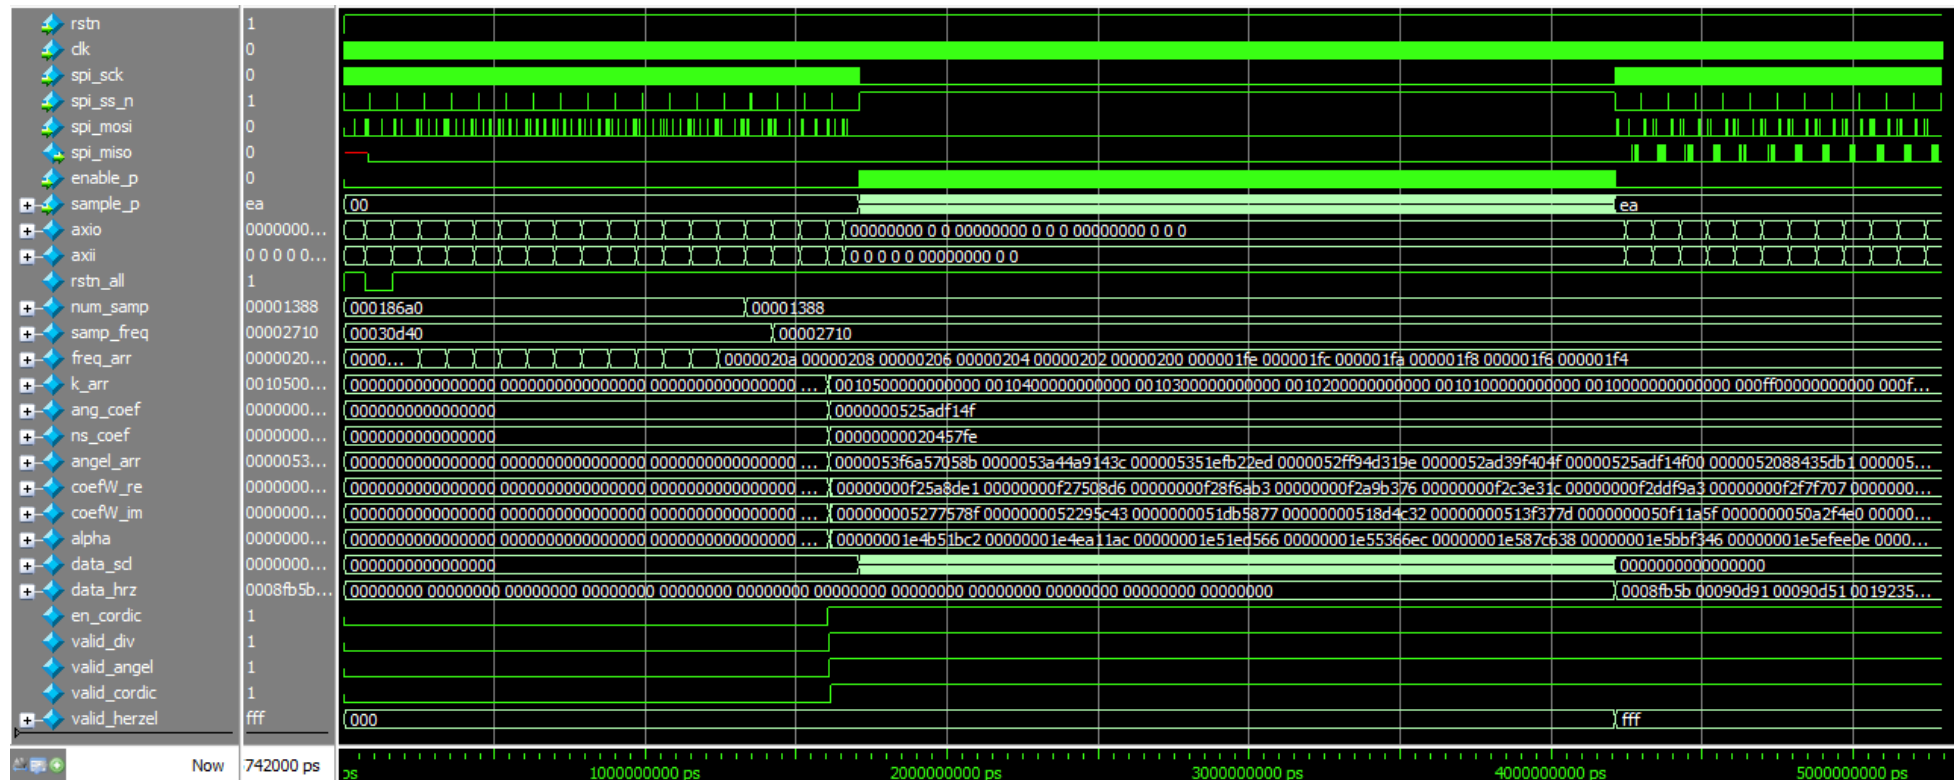 rstn 1
clk 0
spi_sck 0
spi_ss_n 1
spi_mosi 0
spi_miso 0
enable_p 0
sample_p ea 00 ea
axio 0000000... 00000000 0 0 00000000 0 0 0 00000000 0 0 0
axii 0 0 0 0 0... 0 0 0 0 0 00000000 0 0
rstn_all 1
num_samp 00001388 000186a0 00001388
samp_freq 00002710 00030d40 00002710
freq_arr 0000020... 0000... 0000020a 00000208 00000206 00000204 00000202 00000200 000001fe 000001fc 000001fa 000001f8 000001f6 000001f4
k_arr 0010500... 0000000000000000 0000000000000000 0000000000000000 ... 0010500000000000 0010400000000000 0010300000000000 0010200000000000 0010100000000000 0010000000000000 000ff00000000000 000f...
ang_coef 0000000... 0000000000000000 0000000525adf14f
ns_coef 0000000... 0000000000000000 00000000020457fe
angel_arr 0000053... 0000000000000000 0000000000000000 0000000000000000 ... 0000053f6a57058b 0000053a44a9143c 000005351efb22ed 0000052ff94d319e 0000052ad39f404f 00000525adf14f00 0000052088435db1 000005...
coefW_re 0000000... 0000000000000000 0000000000000000 0000000000000000 ... 00000000f25a8de1 00000000f27508d6 00000000f28f6ab3 00000000f2a9b376 00000000f2c3e31c 00000000f2ddf9a3 00000000f2f7f707 0000000...
coefW_im 0000000... 0000000000000000 0000000000000000 0000000000000000 ... 000000005277578f 0000000052295c43 0000000051db5877 00000000518d4c32 00000000513f377d 0000000050f11a5f 0000000050a2f4e0 00000...
alpha 0000000... 0000000000000000 0000000000000000 0000000000000000 ... 00000001e4b51bc2 00000001e4ea11ac 00000001e51ed566 00000001e55366ec 00000001e587c638 00000001e5bbf346 00000001e5efee0e 0000...
data_scl 0000000... 0000000000000000 0000000000000000
data_hrz 0008fb5b... 00000000 00000000 00000000 00000000 00000000 00000000 00000000 00000000 00000000 00000000 00000000 00000000 0008fb5b 00090d91 00090d51 0019235...
en_cordic 1
valid_div 1
valid_angel 1
valid_cordic 1
valid_herzel fff 000 fff
Now 742000 ps ps 1000000000 ps 2000000000 ps 3000000000 ps 4000000000 ps 5000000000 ps